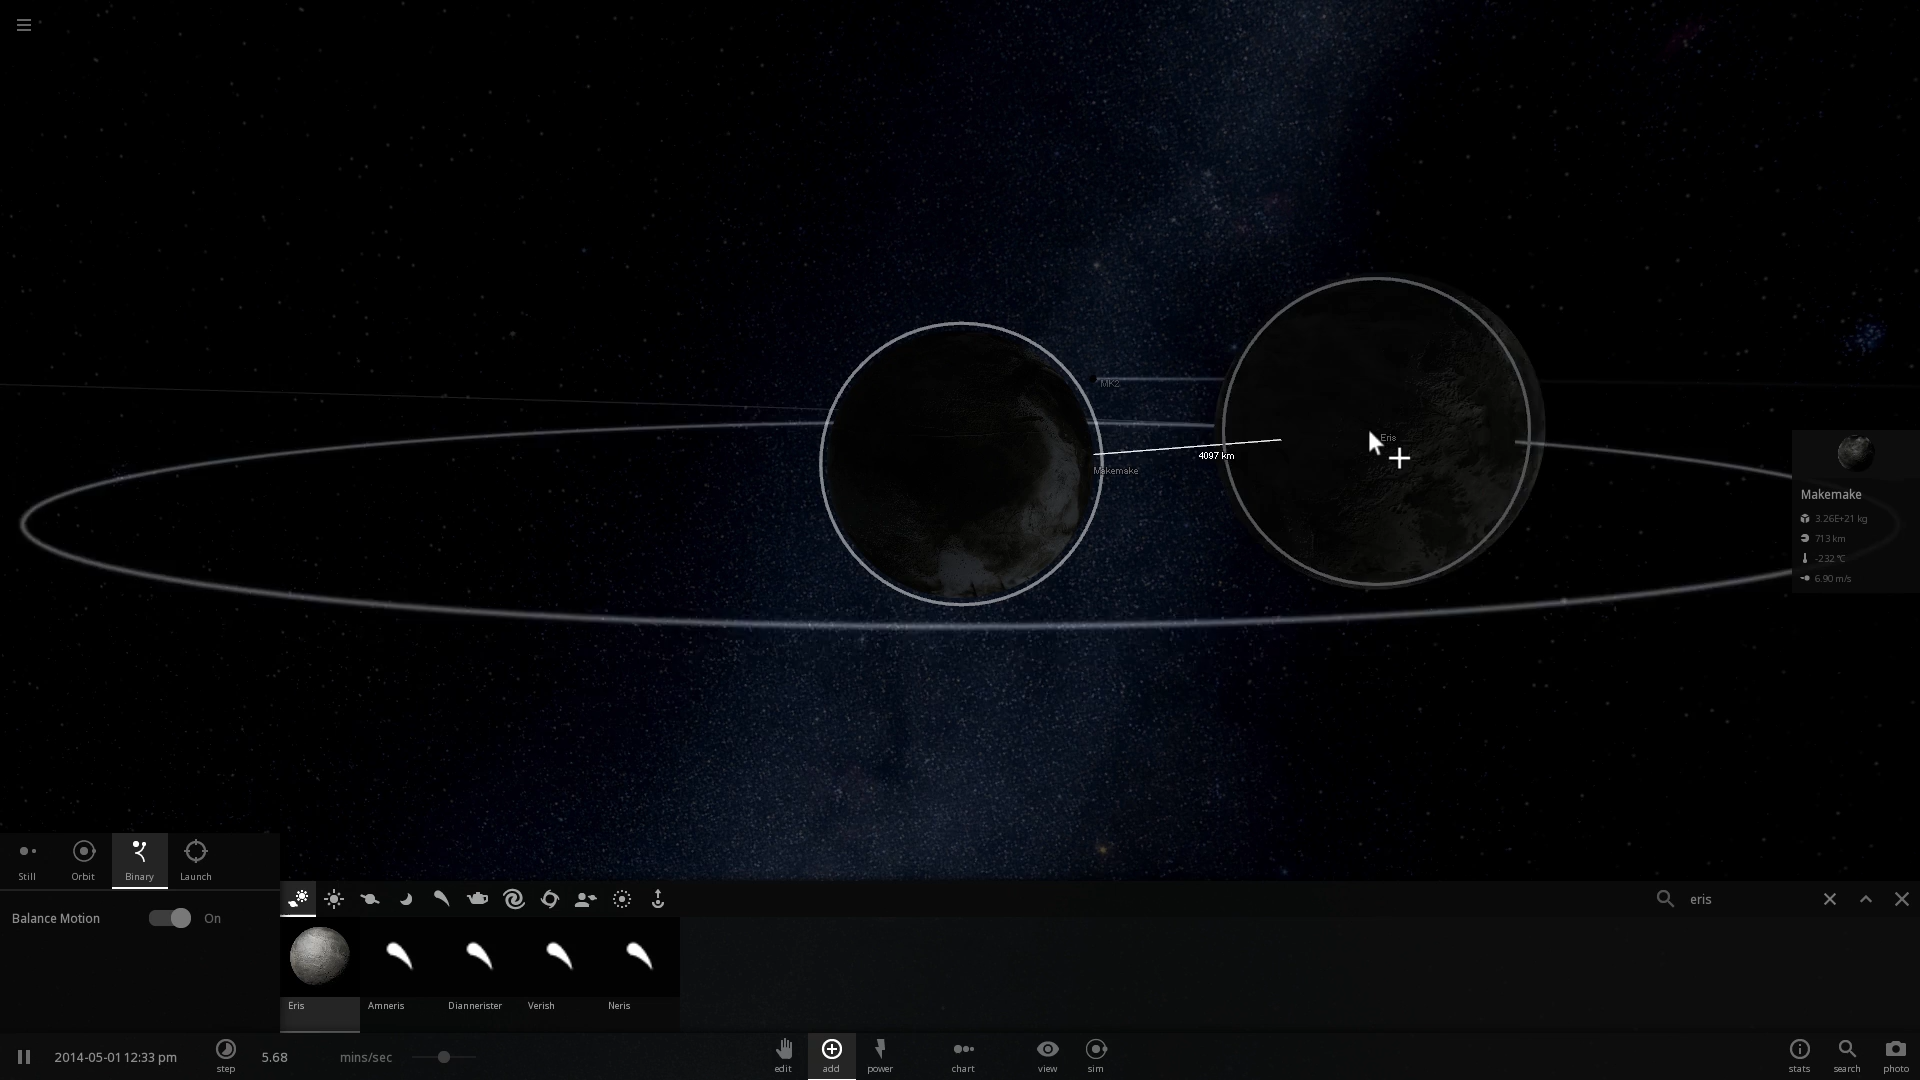 MK2
Eris
4097 km
Makemake
Makemake
3.26E+21 kg
713 km
-232 °C
6.90 m/s
Still
Orbit
Binary
Launch
eris
Balance Motion
On
Eris
Amneris
Diannerister
Verish
Neris
2014-05-01 12:33 pm
step
5.68
mins/sec
edit
add
power
chart
view
sim
stats
search
photo